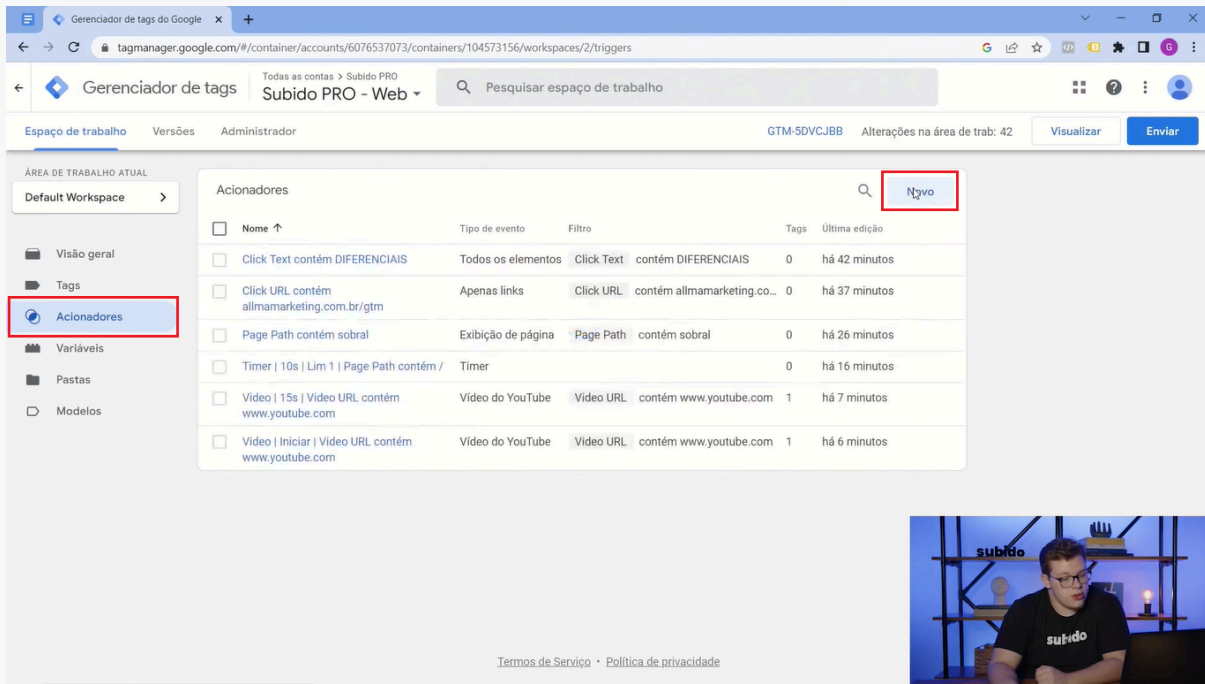 Gerenciador de tags do Google
tagmanager.google.com/#/container/accounts/6076537073/containers/104573156/workspaces/2/triggers
G
G
Gerenciador de tags
Todas as contas > Subido PRO
Subido PRO - Web
Pesquisar espaço de trabalho
Espaço de trabalho Versões Administrador
GTM-5DVCJBB Alterações na área de trab: 42 Visualizar Enviar
ÁREA DE TRABALHO ATUAL
Default Workspace
Visão geral
Tags
Acionadores
Variáveis
Pastas
Modelos
Acionadores
Novo
Nome Tipo de evento Filtro Tags Última edição
Click Text contém DIFERENCIAIS Todos os elementos Click Text contém DIFERENCIAIS 0 há 42 minutos
Click URL contém Apenas links Click URL contém allmamarketing.co... 0 há 37 minutos
allmamarketing.com.br/gtm
Page Path contém sobral Exibição de página Page Path contém sobral 0 há 26 minutos
Timer | 10s | Lim 1 | Page Path contém / Timer 0 há 16 minutos
Video | 15s | Video URL contém Vídeo do YouTube Video URL contém www.youtube.com 1 há 7 minutos
www.youtube.com
Video | Iniciar | Video URL contém Vídeo do YouTube Video URL contém www.youtube.com 1 há 6 minutos
www.youtube.com
subido
subido
Termos de Serviço • Política de privacidade